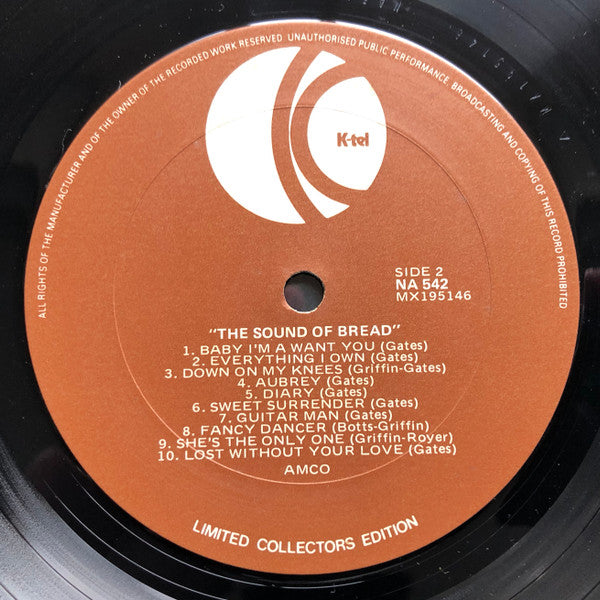 ALL RIGHTS OF THE MANUFACTURER AND OF THE OWNER OF THE RECORDED WORK RESERVED. UNAUTHORISED PUBLIC PERFORMANCE, BROADCASTING AND COPYING OF THIS RECORD PROHIBITED
K-tel
SIDE 2
NA 542
MX195146
"THE SOUND OF BREAD"
1. BABY I'M A WANT YOU (Gates)
2. EVERYTHING I OWN (Gates)
3. DOWN ON MY KNEES (Griffin-Gates)
4. AUBREY (Gates)
5. DIARY (Gates)
6. SWEET SURRENDER (Gates)
7. GUITAR MAN (Gates)
8. FANCY DANCER (Botts-Griffin)
9. SHE'S THE ONLY ONE (Griffin-Royer)
10. LOST WITHOUT YOUR LOVE (Gates)
AMCO
LIMITED COLLECTORS EDITION